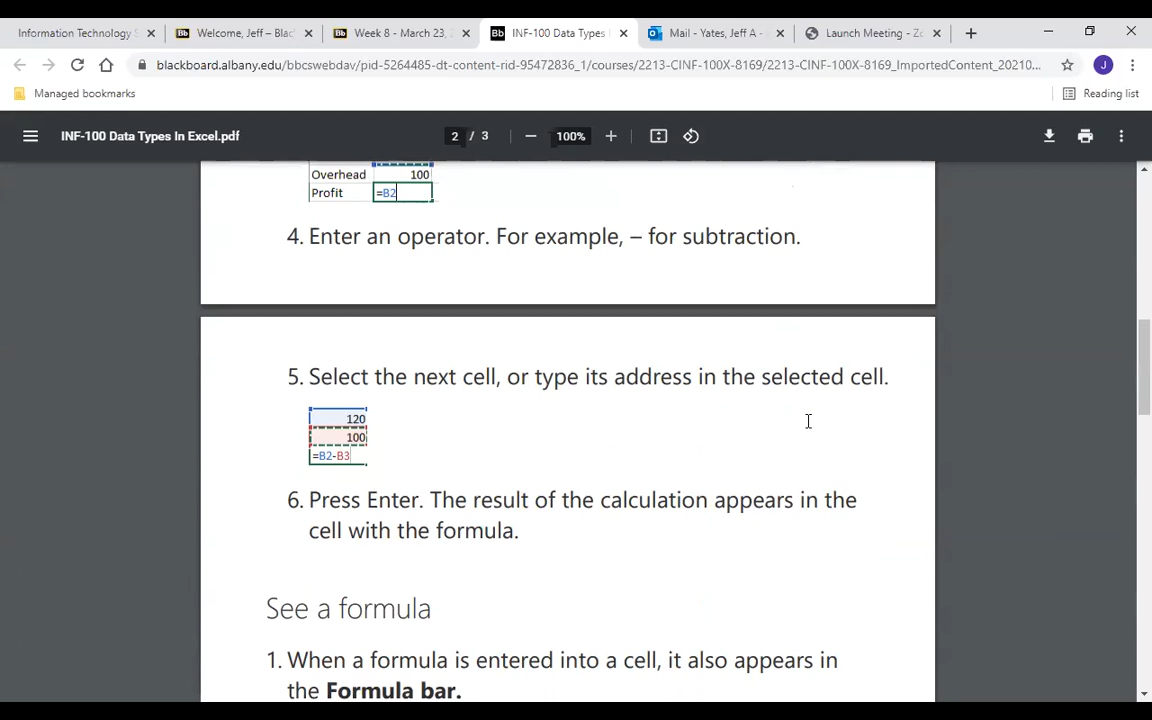 Information Technology
Welcome, Jeff – Blac
Week 8 - March 23,
Bb
INF-100 Data Types
Mail - Yates, Jeff A -
Launch Meeting - Zo
blackboard.albany.edu/bbcswebdav/pid-5264485-dt-content-rid-95472836_1/courses/2213-CINF-100X-8169/2213-CINF-100X-8169_ImportedContent_20210...
J
Managed bookmarks
Reading list
INF-100 Data Types In Excel.pdf
2 / 3
100%
Overhead 100
Profit =B2
4. Enter an operator. For example, – for subtraction.
5. Select the next cell, or type its address in the selected cell.
120
100
=B2-B3
6. Press Enter. The result of the calculation appears in the
cell with the formula.
See a formula
1. When a formula is entered into a cell, it also appears in
the Formula bar.